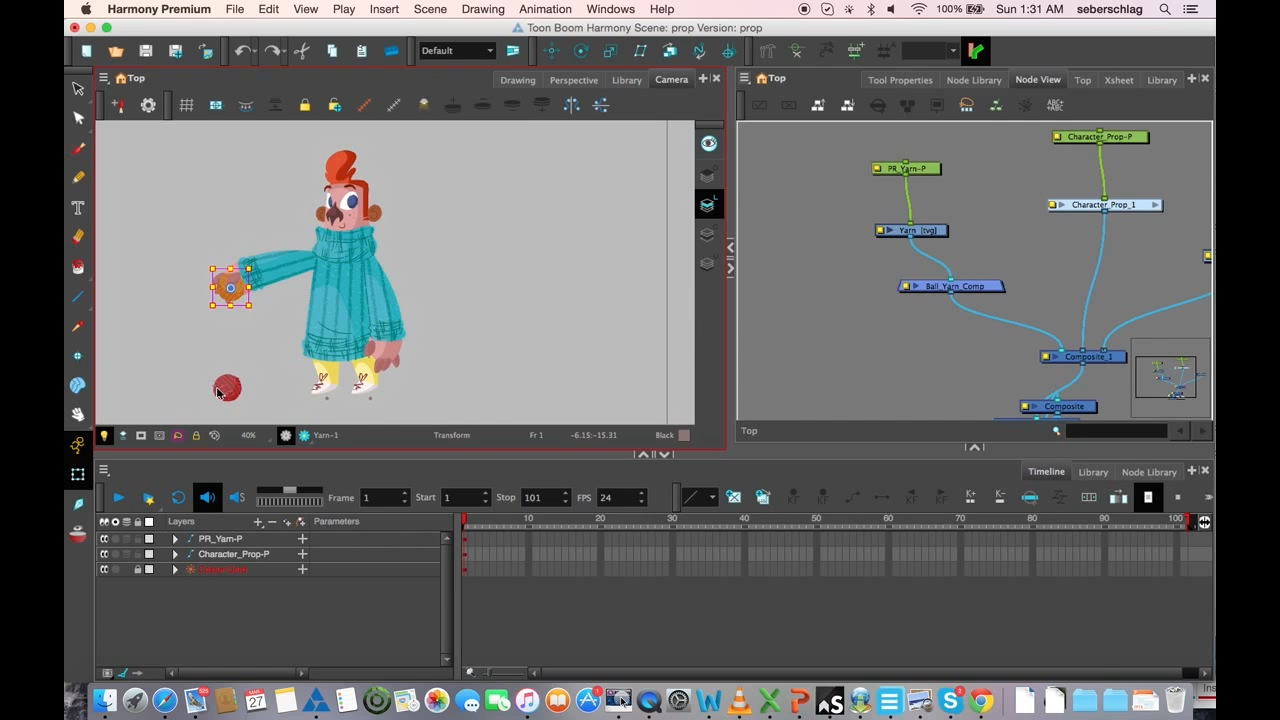 Harmony Premium File Edit View Play Insert Scene Drawing Animation Windows Help 100% Sun 1:31 AM seberschlag
Toon Boom Harmony Scene: prop Version: prop
Default
Top Drawing Perspective Library Camera
Top Tool Properties Node Library Node View Top Xsheet Library
Character_Prop-P
PR_Yarn-P
Character_Prop_1
Yarn (tvg)
Ball_Yarn_Comp
Composite_1
Composite
40% Yarn-1 Transform Fr 1 -6.15:-15.31 Black
Top
Timeline Library Node Library
Frame 1 Start 1 Stop 101 FPS 24
Layers Parameters 10 20 30 40 50 60 70 80 90 100
PR_Yarn-P
Character_Prop-P